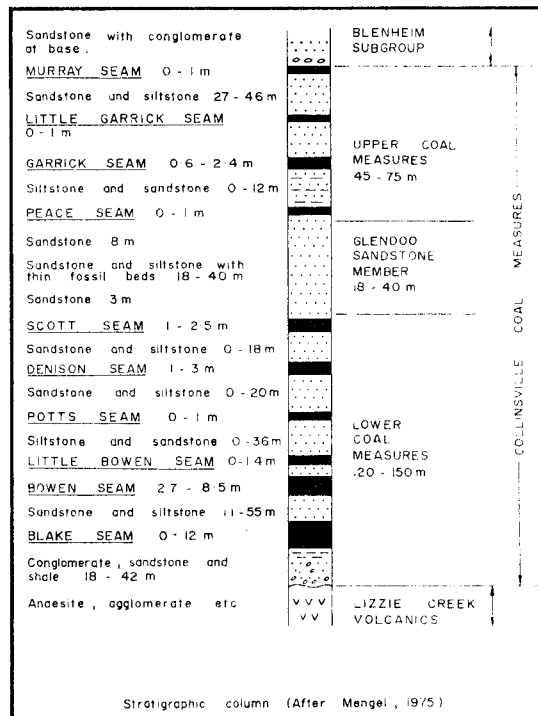 Sandstone with conglomerate
at base.
MURRAY SEAM 0 - 1 m
Sandstone and siltstone 27 - 46 m
LITTLE GARRICK SEAM
0 - 1 m
GARRICK SEAM 0·6 - 2·4 m
Siltstone and sandstone 0 - 12 m
PEACE SEAM 0 - 1 m
Sandstone 8 m
Sandstone and siltstone with
thin fossil beds 18 - 40 m
Sandstone 3 m
SCOTT SEAM 1 - 2·5 m
Sandstone and siltstone 0 - 18 m
DENISON SEAM 1 - 3 m
Sandstone and siltstone 0 - 20 m
POTTS SEAM 0 - 1 m
Siltstone and sandstone 0 - 36 m
LITTLE BOWEN SEAM 0 - 1 4 m
BOWEN SEAM 2 7 - 8·5 m
Sandstone and siltstone 11 - 55 m
BLAKE SEAM 0 - 12 m
Conglomerate, sandstone and
shale 18 - 42 m
Andesite, agglomerate etc
BLENHEIM
SUBGROUP
UPPER COAL
MEASURES
45 - 75 m
GLENDOO
SANDSTONE
MEMBER
18 - 40 m
LOWER
COAL
MEASURES
120 - 150 m
LIZZIE CREEK
VOLCANICS
COLLINSVILLE COAL MEASURES
Stratigraphic column (After Mengel, 1975)